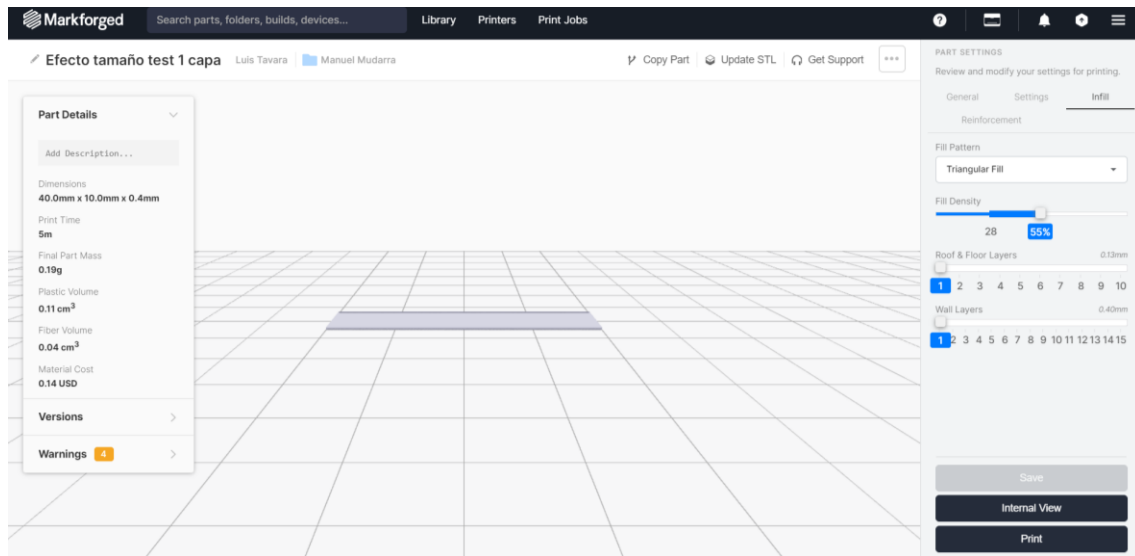 Markforged Search parts, folders, builds, devices... Library Printers Print Jobs
Efecto tamaño test 1 capa Luis Tavara Manuel Mudarra Copy Part Update STL Get Support
Part Details
Add Description...
Dimensions
40.0mm x 10.0mm x 0.4mm
Print Time
5m
Final Part Mass
0.19g
Plastic Volume
0.11 cm³
Fiber Volume
0.04 cm³
Material Cost
0.14 USD
Versions
Warnings 4
PART SETTINGS
Review and modify your settings for printing.
General Settings Infill
Reinforcement
Fill Pattern
Triangular Fill
Fill Density
28 55%
Roof & Floor Layers 0.13mm
1 2 3 4 5 6 7 8 9 10
Wall Layers 0.40mm
1 2 3 4 5 6 7 8 9 10 11 12 13 14 15
Save
Internal View
Print